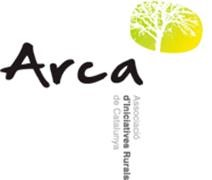 Arca
Associació
d'Iniciatives Rurals
de Catalunya